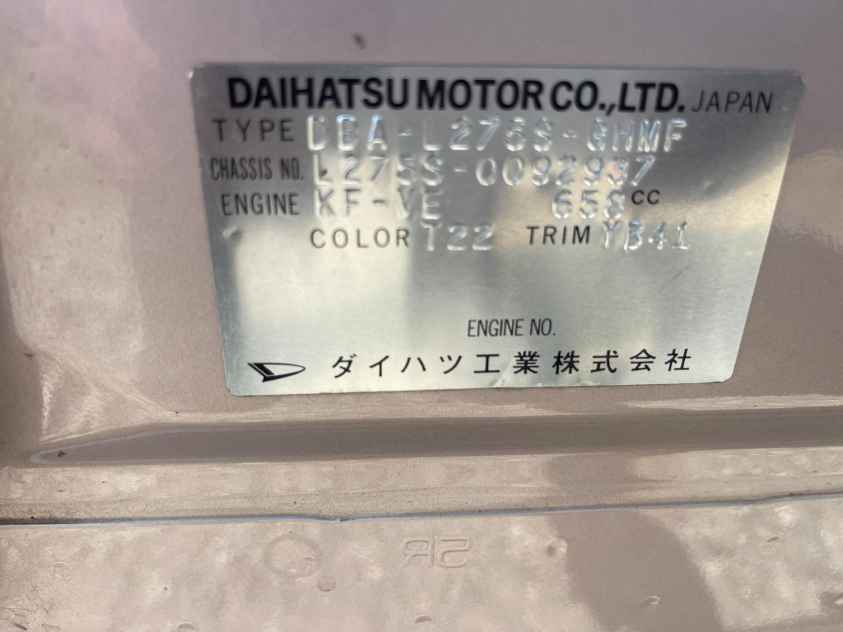 DAIHATSU MOTOR CO.,LTD. JAPAN
TYPE DBA-L275S-GHMF
CHASSIS NO. L275S-0092937
ENGINE KF-VE 658 CC
COLOR T22 TRIM YB41
ENGINE NO.
ダイハツ工業株式会社